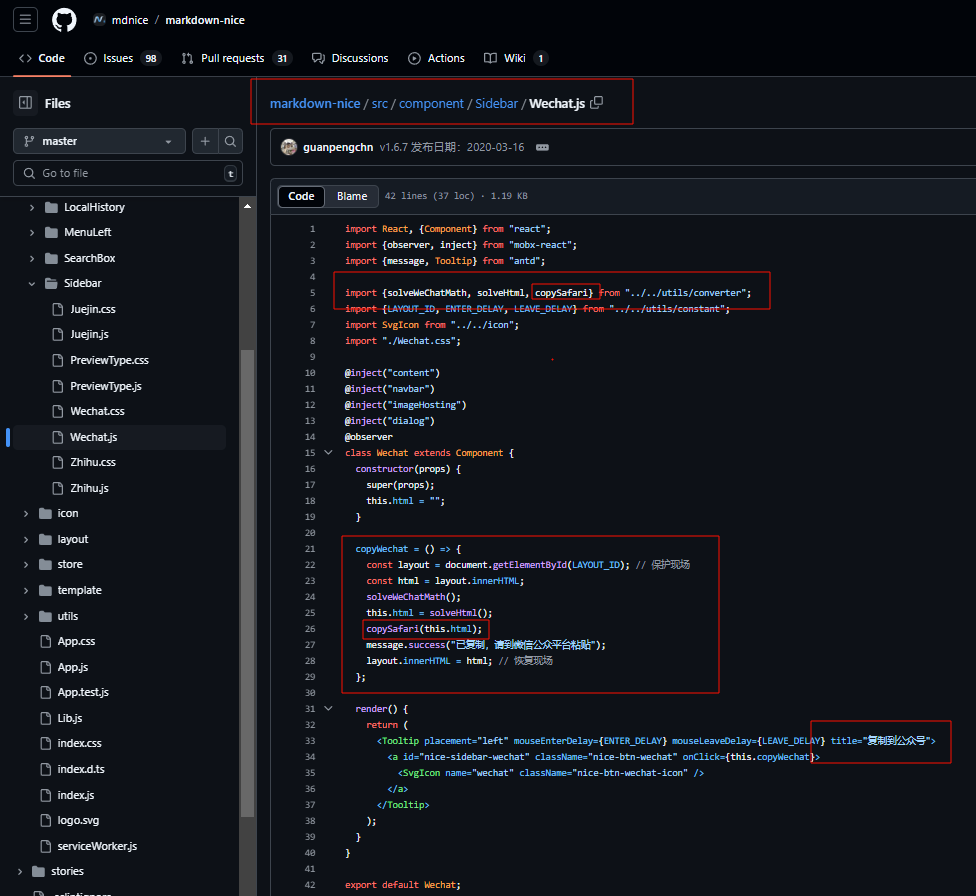 mdnice / markdown-nice
Code Issues 98 Pull requests 31 Discussions Actions Wiki 1
Files
master
Go to file t
LocalHistory
MenuLeft
SearchBox
Sidebar
Juejin.css
Juejin.js
PreviewType.css
PreviewType.js
Wechat.css
Wechat.js
Zhihu.css
Zhihu.js
icon
layout
store
template
utils
App.css
App.js
App.test.js
Lib.js
index.css
index.d.ts
index.js
logo.svg
serviceWorker.js
stories
markdown-nice / src / component / Sidebar / Wechat.js
guanpengchn v1.6.7 发布日期：2020-03-16
Code Blame 42 lines (37 loc) · 1.19 KB
1 import React, {Component} from "react";
2 import {observer, inject} from "mobx-react";
3 import {message, Tooltip} from "antd";
4
5 import {solveWeChatMath, solveHtml, copySafari} from "../../utils/converter";
6 import {LAYOUT_ID, ENTER_DELAY, LEAVE_DELAY} from "../../utils/constant";
7 import SvgIcon from "../../icon";
8 import "./Wechat.css";
9
10 @inject("content")
11 @inject("navbar")
12 @inject("imageHosting")
13 @inject("dialog")
14 @observer
15 class Wechat extends Component {
16 constructor(props) {
17 super(props);
18 this.html = "";
19 }
20
21 copyWechat = () => {
22 const layout = document.getElementById(LAYOUT_ID); // 保护现场
23 const html = layout.innerHTML;
24 solveWeChatMath();
25 this.html = solveHtml();
26 copySafari(this.html);
27 message.success("已复制，请到微信公众平台粘贴");
28 layout.innerHTML = html; // 恢复现场
29 };
30
31 render() {
32 return (
33 <Tooltip placement="left" mouseEnterDelay={ENTER_DELAY} mouseLeaveDelay={LEAVE_DELAY} title="复制到公众号">
34 <a id="nice-sidebar-wechat" className="nice-btn-wechat" onClick={this.copyWechat}>
35 <SvgIcon name="wechat" className="nice-btn-wechat-icon" />
36 </a>
37 </Tooltip>
38 );
39 }
40 }
41
42 export default Wechat;